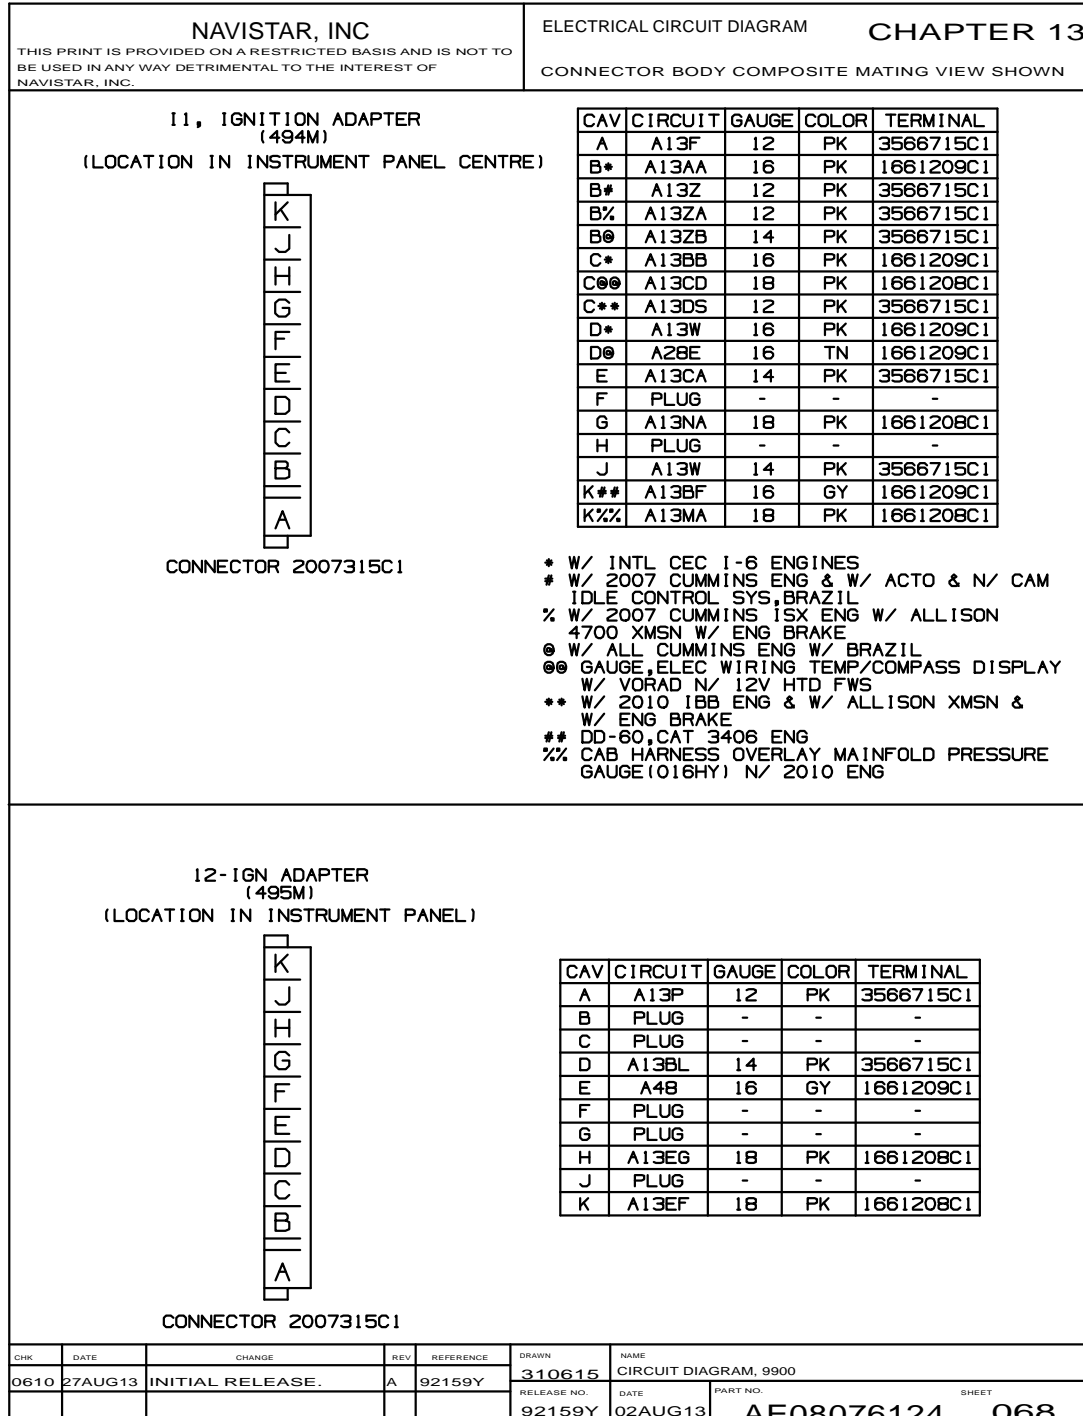 NAVISTAR, INC
THIS PRINT IS PROVIDED ON A RESTRICTED BASIS AND IS NOT TO
BE USED IN ANY WAY DETRIMENTAL TO THE INTEREST OF
NAVISTAR, INC.
ELECTRICAL CIRCUIT DIAGRAM CHAPTER 13
CONNECTOR BODY COMPOSITE MATING VIEW SHOWN
I1, IGNITION ADAPTER
(494M)
(LOCATION IN INSTRUMENT PANEL CENTRE)
K
J
H
G
F
E
D
C
B
A
CONNECTOR 2007315C1
CAV CIRCUIT GAUGE COLOR TERMINAL
A A13F 12 PK 3566715C1
B* A13AA 16 PK 1661209C1
B# A13Z 12 PK 3566715C1
B% A13ZA 12 PK 3566715C1
B@ A13ZB 14 PK 3566715C1
C* A13BB 16 PK 1661209C1
C@@ A13CD 18 PK 1661208C1
C** A13DS 12 PK 3566715C1
D* A13W 16 PK 1661209C1
D@ A28E 16 TN 1661209C1
E A13CA 14 PK 3566715C1
F PLUG - - -
G A13NA 18 PK 1661208C1
H PLUG - - -
J A13W 14 PK 3566715C1
K## A13BF 16 GY 1661209C1
K%% A13MA 18 PK 1661208C1
* W/ INTL CEC I-6 ENGINES
# W/ 2007 CUMMINS ENG & W/ ACTO & N/ CAM
IDLE CONTROL SYS,BRAZIL
% W/ 2007 CUMMINS ISX ENG W/ ALLISON
4700 XMSN W/ ENG BRAKE
@ W/ ALL CUMMINS ENG W/ BRAZIL
@@ GAUGE,ELEC WIRING TEMP/COMPASS DISPLAY
W/ VORAD N/ 12V HTD FWS
** W/ 2010 IBB ENG & W/ ALLISON XMSN &
W/ ENG BRAKE
## DD-60,CAT 3406 ENG
%% CAB HARNESS OVERLAY MAINFOLD PRESSURE
GAUGE(016HY) N/ 2010 ENG
12-IGN ADAPTER
(495M)
(LOCATION IN INSTRUMENT PANEL)
K
J
H
G
F
E
D
C
B
A
CONNECTOR 2007315C1
CAV CIRCUIT GAUGE COLOR TERMINAL
A A13P 12 PK 3566715C1
B PLUG - - -
C PLUG - - -
D A13BL 14 PK 3566715C1
E A48 16 GY 1661209C1
F PLUG - - -
G PLUG - - -
H A13EG 18 PK 1661208C1
J PLUG - - -
K A13EF 18 PK 1661208C1
CHK DATE CHANGE REV REFERENCE
0610 27AUG13 INITIAL RELEASE. A 92159Y
DRAWN NAME
310615 CIRCUIT DIAGRAM, 9900
RELEASE NO. DATE PART NO. SHEET
92159Y 02AUG13 AE08076124 068